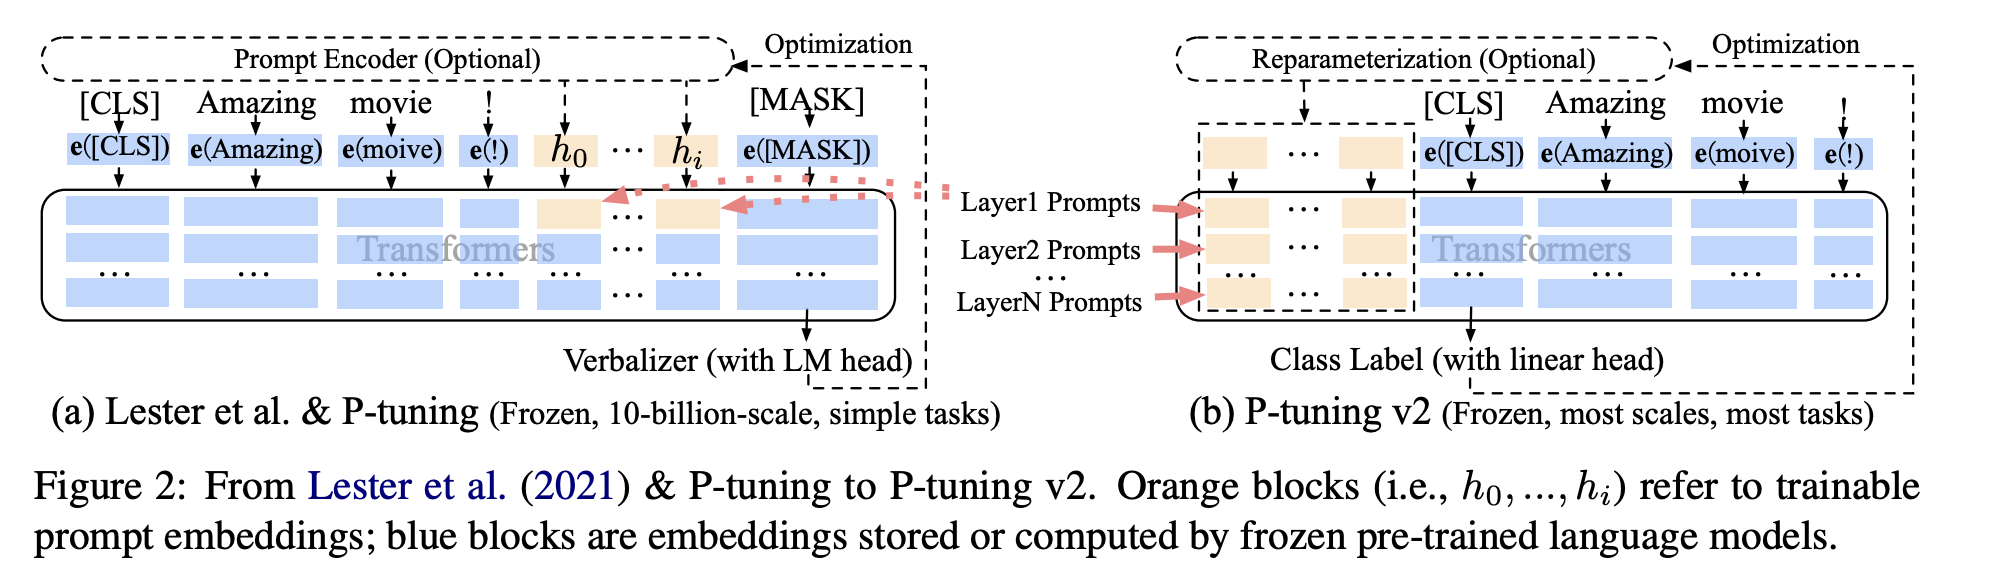 Prompt Encoder (Optional)
Optimization
[CLS] Amazing movie ! [MASK]
e([CLS]) e(Amazing) e(moive) e(!) h0 ... hi e([MASK])
...
Transformers
...
... ... ... ... ... ... ...
...
Verbalizer (with LM head)
(a) Lester et al. & P-tuning (Frozen, 10-billion-scale, simple tasks)
Layer1 Prompts
Layer2 Prompts
...
LayerN Prompts
Reparameterization (Optional)
Optimization
[CLS] Amazing movie !
... e([CLS]) e(Amazing) e(moive) e(!)
...
... Transformers
... ... ... ... ... ...
...
Class Label (with linear head)
(b) P-tuning v2 (Frozen, most scales, most tasks)
Figure 2: From Lester et al. (2021) & P-tuning to P-tuning v2. Orange blocks (i.e., h0, ..., hi) refer to trainable
prompt embeddings; blue blocks are embeddings stored or computed by frozen pre-trained language models.